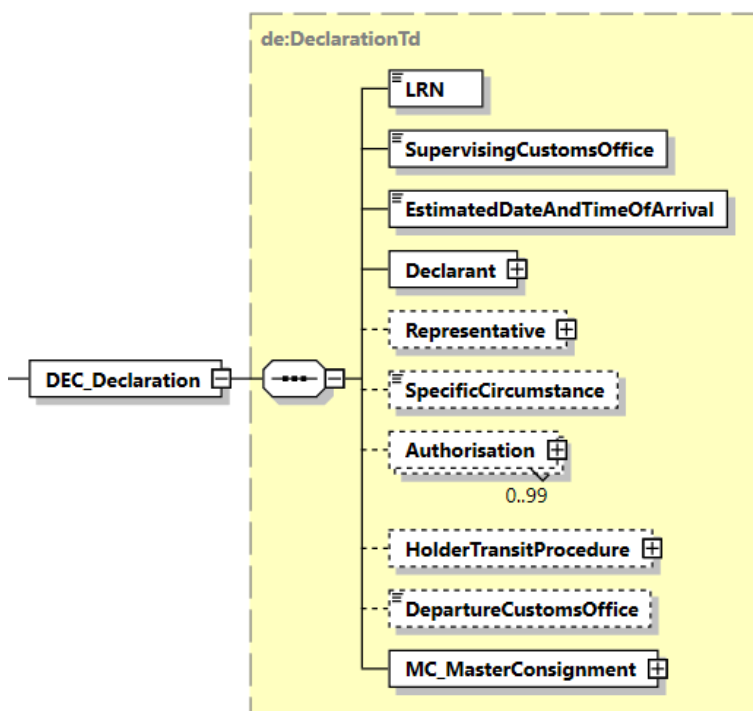 de:DeclarationTd
LRN
SupervisingCustomsOffice
EstimatedDateAndTimeOfArrival
Declarant
Representative
DEC_Declaration
SpecificCircumstance
Authorisation
0..99
HolderTransitProcedure
DepartureCustomsOffice
MC_MasterConsignment